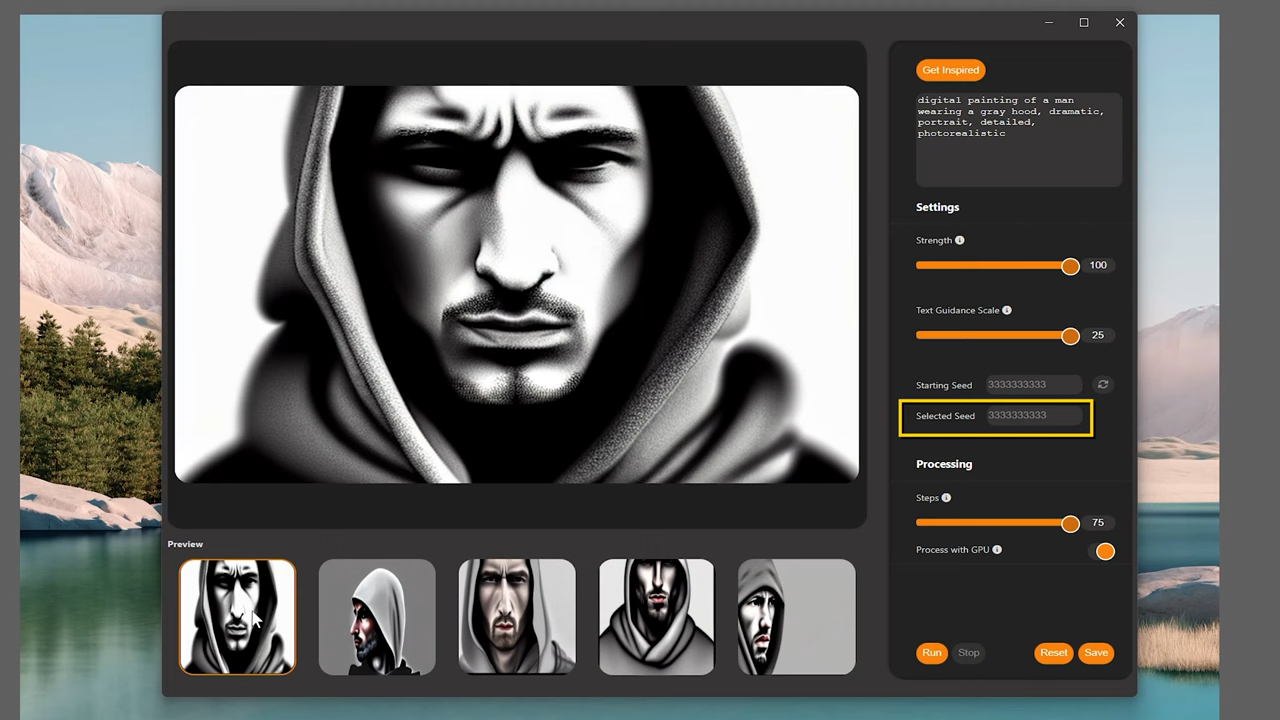 Get Inspired
digital painting of a man
wearing a gray hood, dramatic,
portrait, detailed,
photorealistic
Settings
Strength
100
Text Guidance Scale
25
Starting Seed 3333333333
Selected Seed 3333333333
Processing
Steps
75
Process with GPU
Run Stop Reset Save
Preview